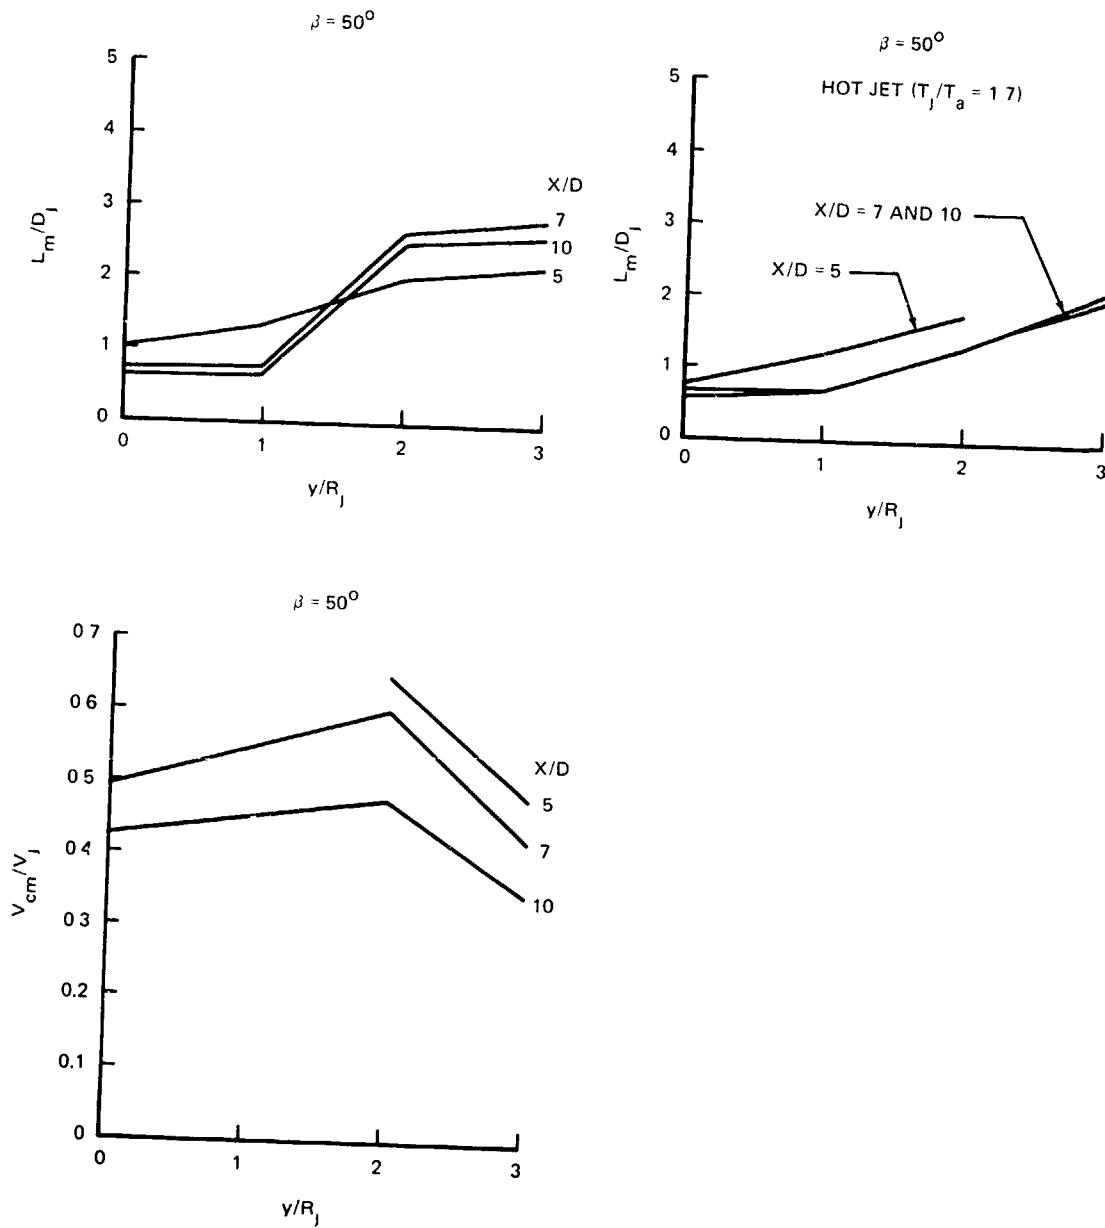 β = 50°
5
4
3
2
1
0
L_m/D_j
0 1 2 3
y/R_j
X/D
7
10
5
β = 50°
HOT JET (T_j/T_a = 1 7)
5
4
3
2
1
0
L_m/D_j
X/D = 7 AND 10
X/D = 5
0 1 2 3
y/R_j
β = 50°
0 7
0 6
0 5
0 4
0 3
0.2
0.1
0
V_cm/V_j
X/D
5
7
10
0 1 2 3
y/R_j